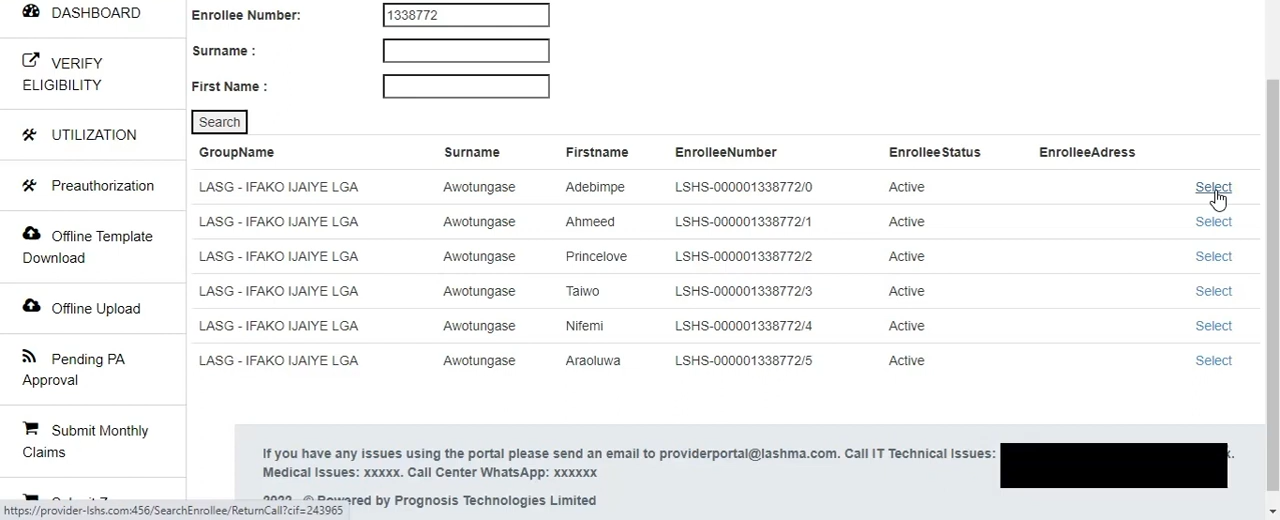 DASHBOARD
VERIFY
ELIGIBILITY
UTILIZATION
Preauthorization
Offline Template
Download
Offline Upload
Pending PA
Approval
Submit Monthly
Claims
Enrollee Number: 1338772
Surname :
First Name :
Search
GroupName Surname Firstname EnrolleeNumber EnrolleeStatus EnrolleeAdress
LASG - IFAKO IJAIYE LGA Awotungase Adebimpe LSHS-000001338772/0 Active Select
LASG - IFAKO IJAIYE LGA Awotungase Ahmeed LSHS-000001338772/1 Active Select
LASG - IFAKO IJAIYE LGA Awotungase Princelove LSHS-000001338772/2 Active Select
LASG - IFAKO IJAIYE LGA Awotungase Taiwo LSHS-000001338772/3 Active Select
LASG - IFAKO IJAIYE LGA Awotungase Nifemi LSHS-000001338772/4 Active Select
LASG - IFAKO IJAIYE LGA Awotungase Araoluwa LSHS-000001338772/5 Active Select
If you have any issues using the portal please send an email to providerportal@lashma.com. Call IT Technical Issues:
Medical Issues: xxxxx. Call Center WhatsApp: xxxxxx
2022 © Powered by Prognosis Technologies Limited
https://provider-lshs.com:456/SearchEnrollee/ReturnCall?cif=243965